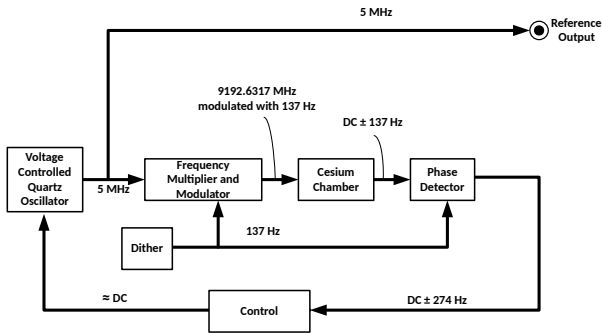 5 MHz
Reference
Output
9192.6317 MHz
modulated with 137 Hz
DC ± 137 Hz
Voltage
Controlled
Quartz
Oscillator
5 MHz
Frequency
Multiplier and
Modulator
Cesium
Chamber
Phase
Detector
Dither
137 Hz
≈ DC
Control
DC ± 274 Hz